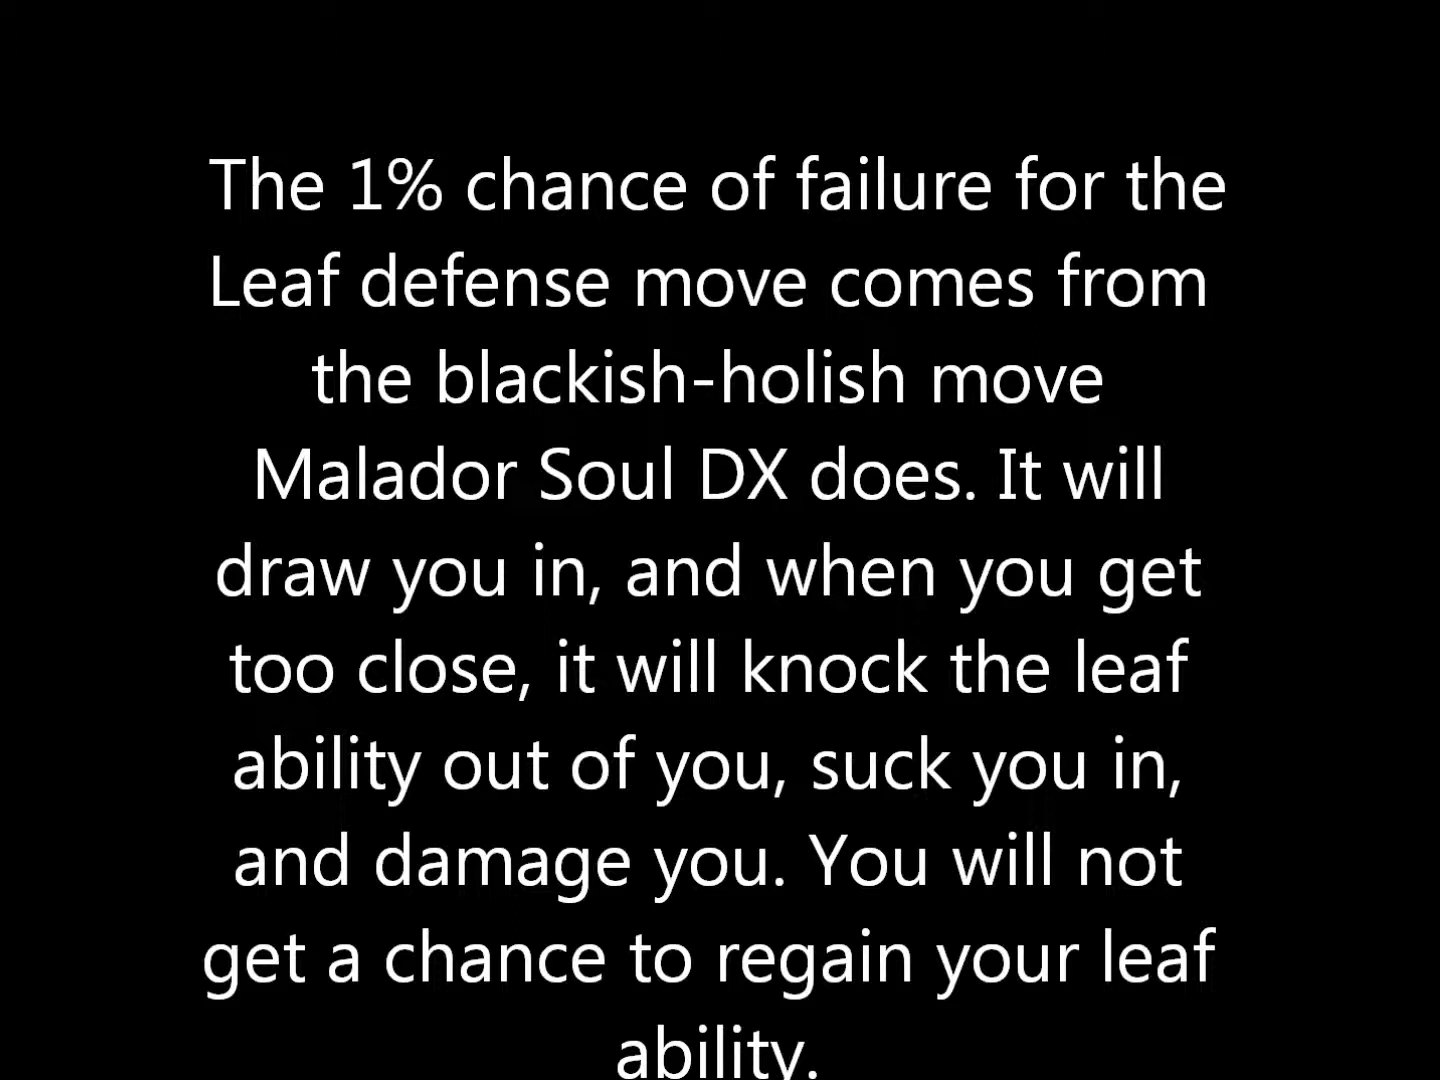 The 1% chance of failure for the
Leaf defense move comes from
the blackish-holish move
Malador Soul DX does. It will
draw you in, and when you get
too close, it will knock the leaf
ability out of you, suck you in,
and damage you. You will not
get a chance to regain your leaf
ability.